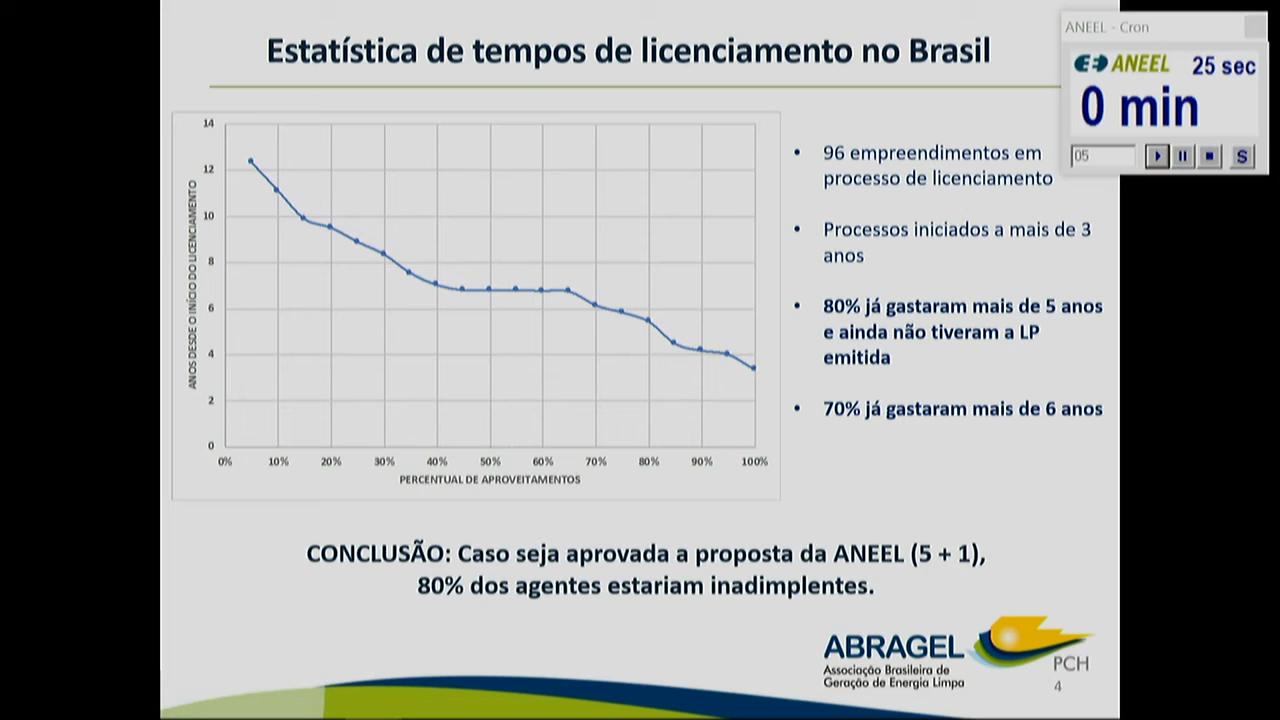 Estatística de tempos de licenciamento no Brasil
ANEEL - Cron
ANEEL
25 sec
0 min
05
S
14
12
10
8
6
4
2
0
ANOS DESDE O INÍCIO DO LICENCIAMENTO
0% 10% 20% 30% 40% 50% 60% 70% 80% 90% 100%
PERCENTUAL DE APROVEITAMENTOS
• 96 empreendimentos em
processo de licenciamento
• Processos iniciados a mais de 3
anos
• 80% já gastaram mais de 5 anos
e ainda não tiveram a LP
emitida
• 70% já gastaram mais de 6 anos
CONCLUSÃO: Caso seja aprovada a proposta da ANEEL (5 + 1),
80% dos agentes estariam inadimplentes.
ABRAGEL
Associação Brasileira de
Geração de Energia Limpa
PCH
4